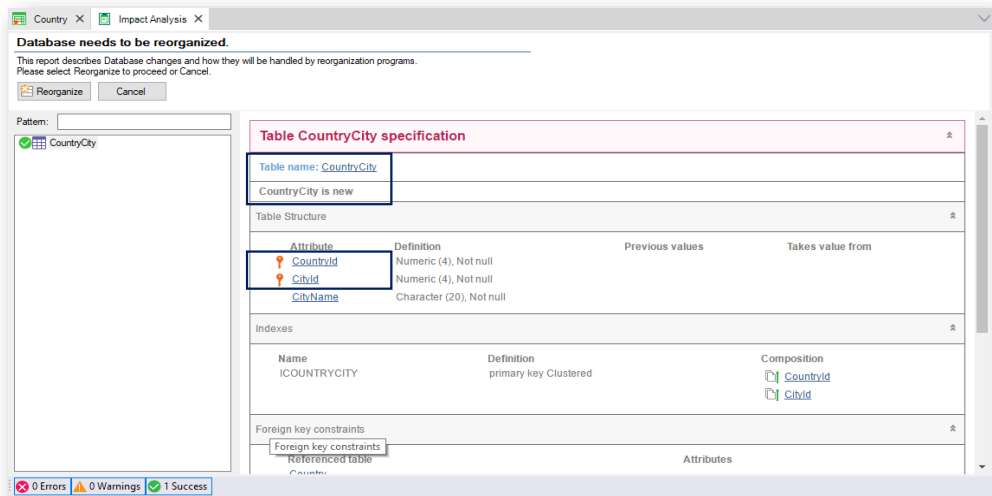 Country
Impact Analysis
Database needs to be reorganized.
This report describes Database changes and how they will be handled by reorganization programs.
Please select Reorganize to proceed or Cancel.
Reorganize Cancel
Pattern:
CountryCity
Table CountryCity specification
Table name: CountryCity
CountryCity is new
Table Structure
Attribute Definition Previous values Takes value from
CountryId Numeric (4), Not null
CityId Numeric (4), Not null
CityName Character (20), Not null
Indexes
Name Definition Composition
ICOUNTRYCITY primary key Clustered CountryId
CityId
Foreign key constraints
Foreign key constraints
Referenced table Attributes
Country
0 Errors 0 Warnings 1 Success